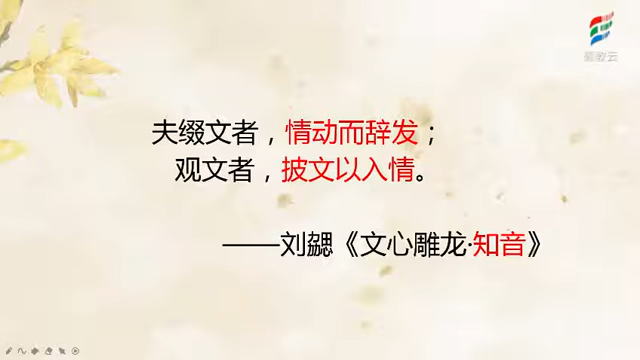 夫缀文者，情动而辞发；
观文者，披文以入情。
——刘勰《文心雕龙·知音》